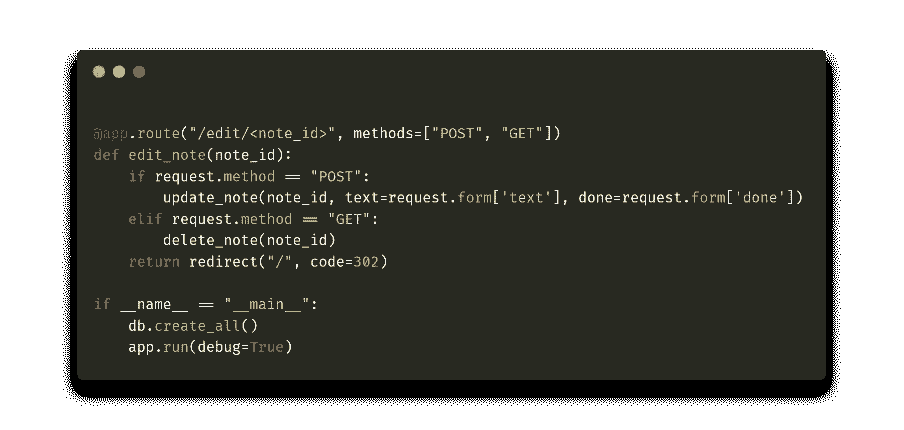 @app.route("/edit/<note_id>", methods=["POST", "GET"])
def edit_note(note_id):
    if request.method == "POST":
        update_note(note_id, text=request.form['text'], done=request.form['done'])
    elif request.method == "GET":
        delete_note(note_id)
    return redirect("/", code=302)

if __name__ == "__main__":
    db.create_all()
    app.run(debug=True)